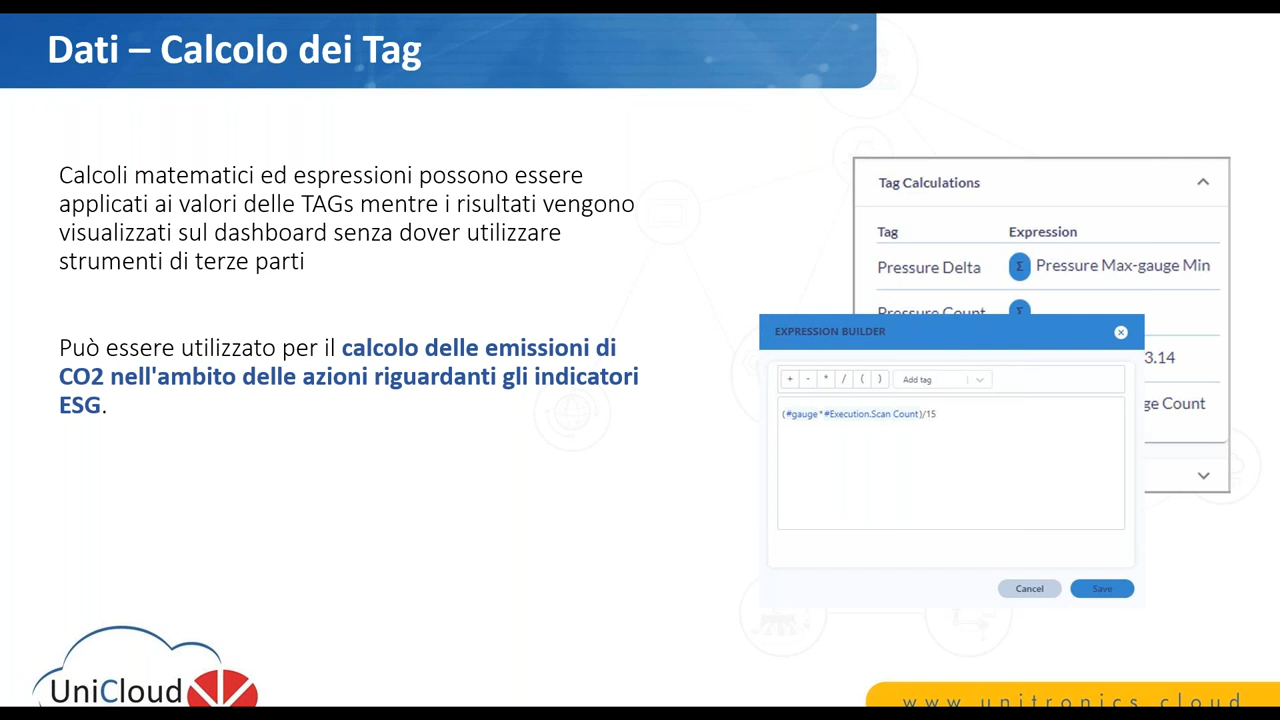 Dati – Calcolo dei Tag
Calcoli matematici ed espressioni possono essere
applicati ai valori delle TAGs mentre i risultati vengono
visualizzati sul dashboard senza dover utilizzare
strumenti di terze parti
Può essere utilizzato per il calcolo delle emissioni di
CO2 nell'ambito delle azioni riguardanti gli indicatori
ESG.
Tag Calculations
Tag Expression
Pressure Delta Σ Pressure Max-gauge Min
Pressure Count Σ
3.14
ge Count
EXPRESSION BUILDER
+ - * / ( ) Add tag
(#gauge*#Execution.Scan Count)/15
Cancel Save
UniCloud
www.unitronics.cloud